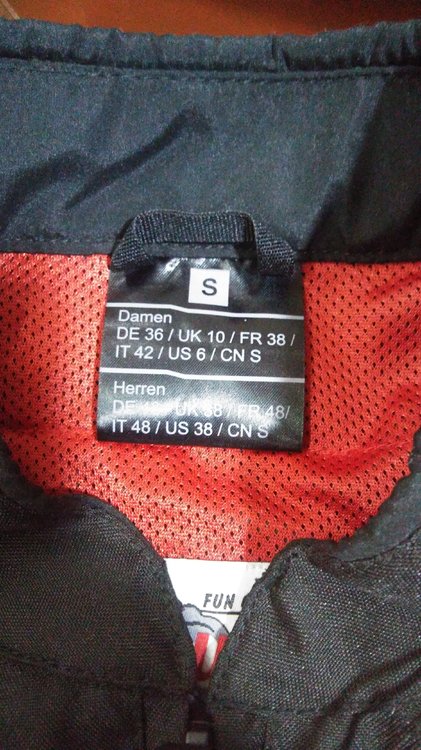 S
Damen
DE 36 / UK 10 / FR 38 /
IT 42 / US 6 / CN S
Herren
DE 48 / UK 38 / FR 48/
IT 48 / US 38 / CN S
FUN